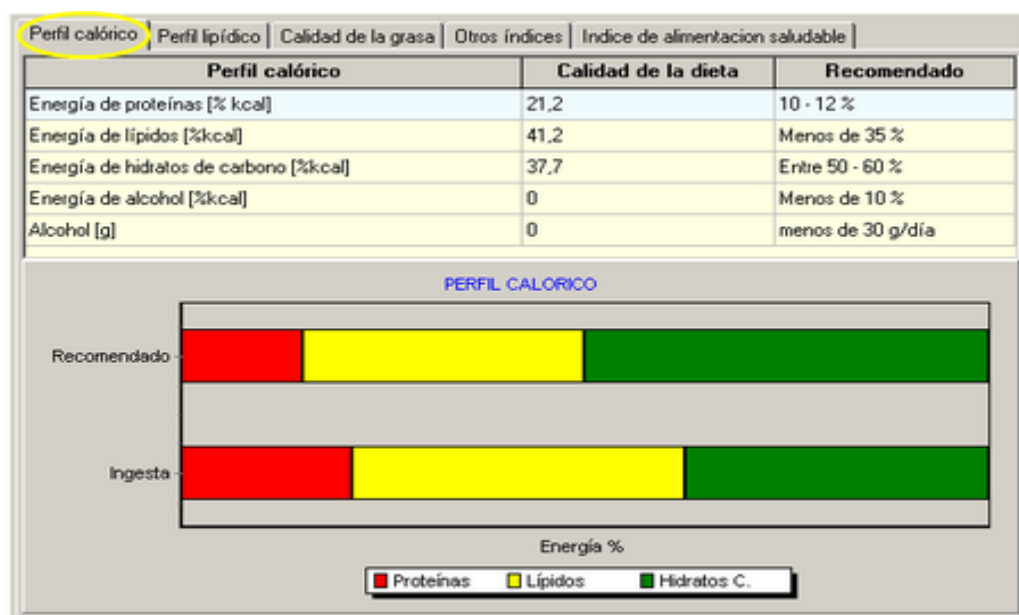 Perfil calórico Perfil lipídico Calidad de la grasa Otros índices Indice de alimentacion saludable
Perfil calórico Calidad de la dieta Recomendado
Energía de proteínas [% kcal] 21,2 10 - 12 %
Energía de lípidos [%kcal] 41,2 Menos de 35 %
Energía de hidratos de carbono [%kcal] 37,7 Entre 50 - 60 %
Energía de alcohol [%kcal] 0 Menos de 10 %
Alcohol [g] 0 menos de 30 g/día
PERFIL CALORICO
Recomendado
Ingesta
Energía %
Proteínas Lípidos Hidratos C.